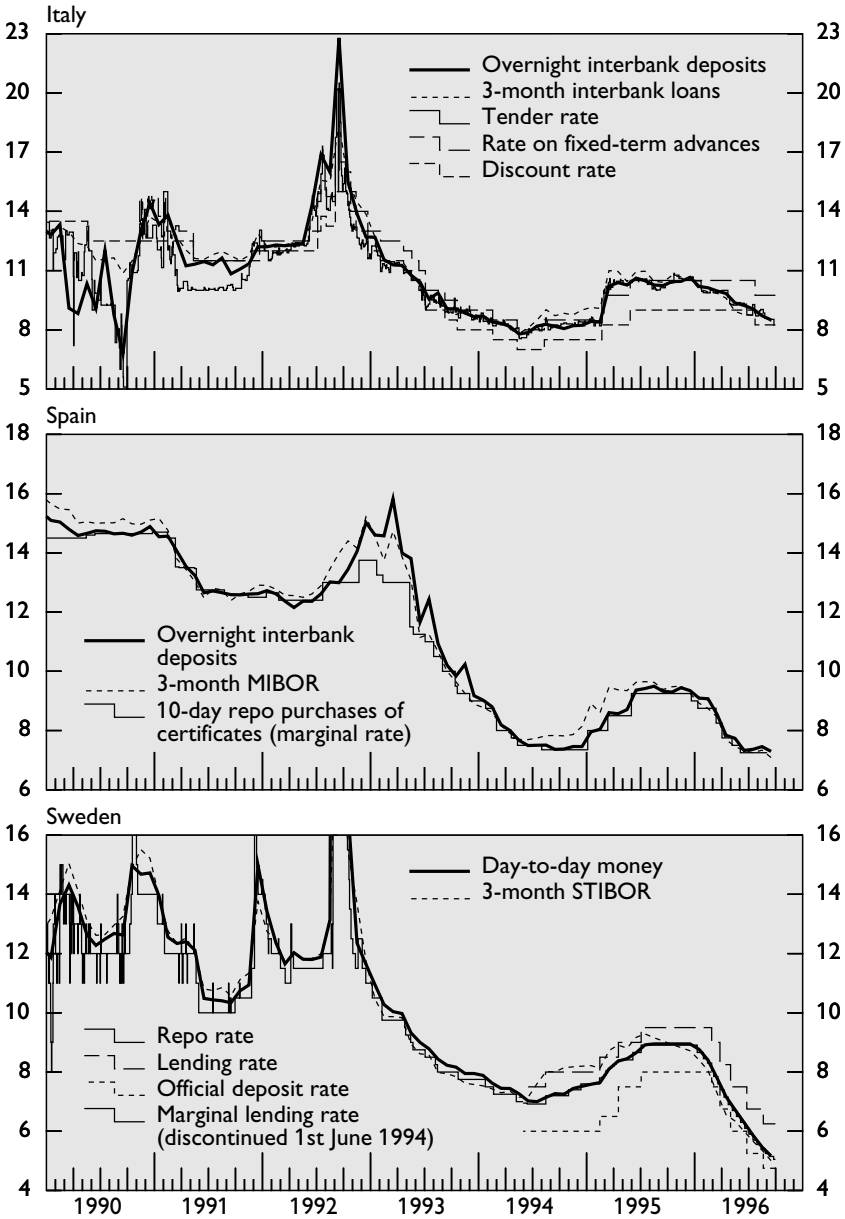 Italy
23 23
Overnight interbank deposits
20 3-month interbank loans 20
Tender rate
17 Rate on fixed-term advances 17
Discount rate
14 14
11 11
8 8
5 5
Spain
18 18
16 16
14 14
12 12
Overnight interbank
deposits
10 10
3-month MIBOR
10-day repo purchases of
8 certificates (marginal rate) 8
6 6
Sweden
16 16
Day-to-day money
3-month STIBOR
14 14
12 12
10 10
Repo rate
Lending rate
8 8
Official deposit rate
Marginal lending rate
(discontinued 1st June 1994)
6 6
4 4
1990 1991 1992 1993 1994 1995 1996